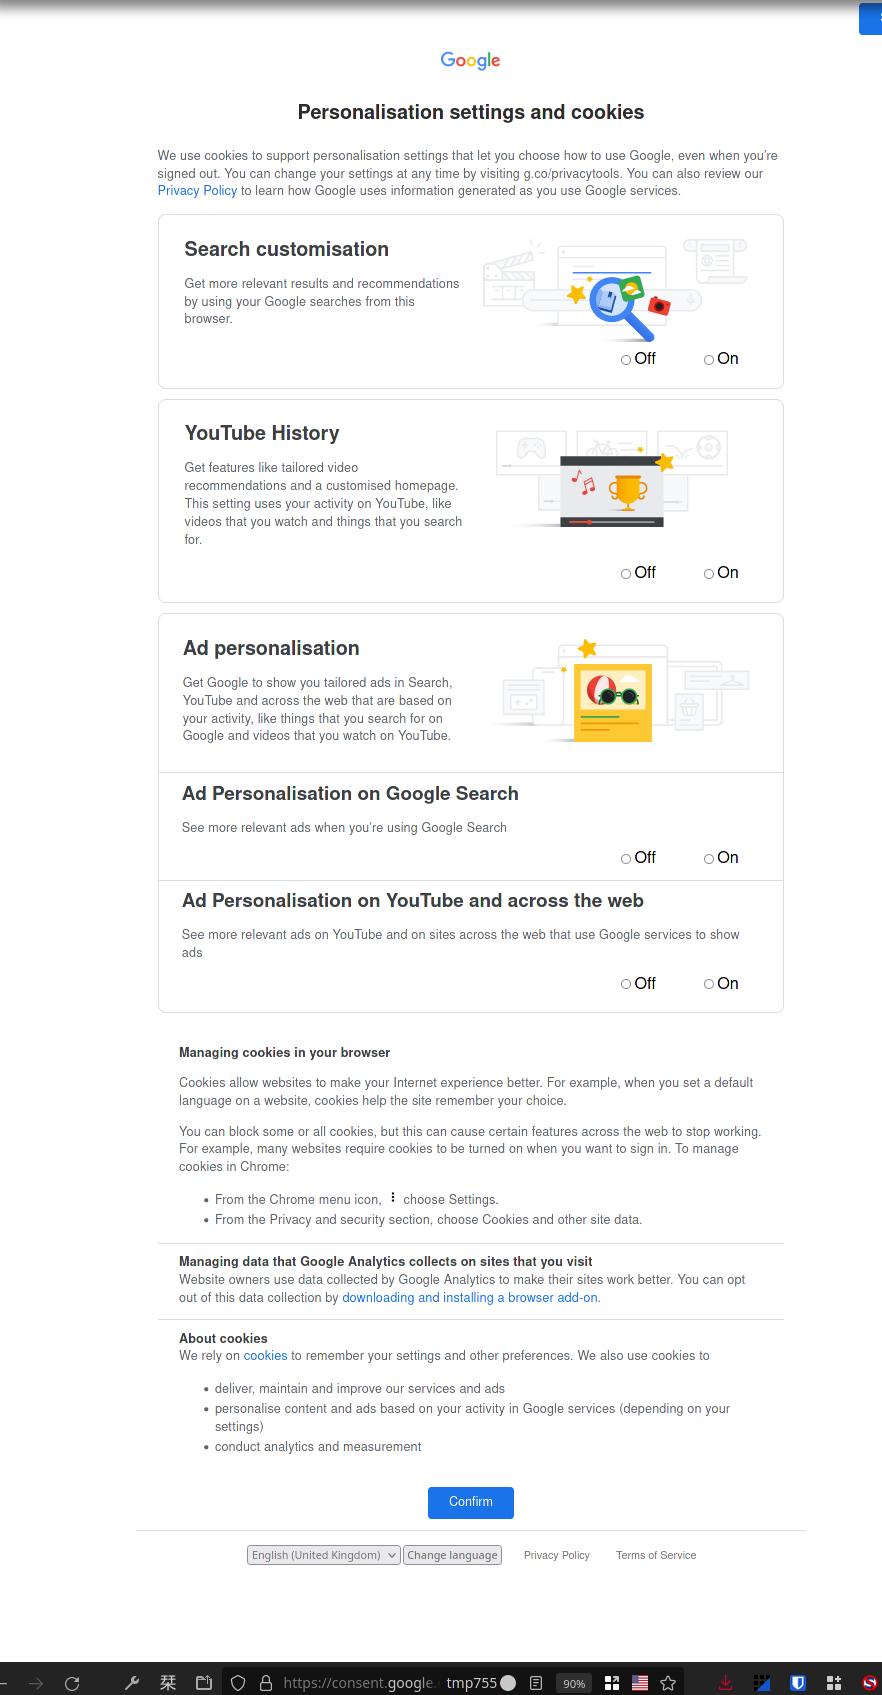 Google
Personalisation settings and cookies
We use cookies to support personalisation settings that let you choose how to use Google, even when you're
signed out. You can change your settings at any time by visiting g.co/privacytools. You can also review our
Privacy Policy to learn how Google uses information generated as you use Google services.
Search customisation
Get more relevant results and recommendations
by using your Google searches from this
browser.
Off On
YouTube History
Get features like tailored video
recommendations and a customised homepage.
This setting uses your activity on YouTube, like
videos that you watch and things that you search
for.
Off On
Ad personalisation
Get Google to show you tailored ads in Search,
YouTube and across the web that are based on
your activity, like things that you search for on
Google and videos that you watch on YouTube.
Ad Personalisation on Google Search
See more relevant ads when you're using Google Search
Off On
Ad Personalisation on YouTube and across the web
See more relevant ads on YouTube and on sites across the web that use Google services to show
ads
Off On
Managing cookies in your browser
Cookies allow websites to make your Internet experience better. For example, when you set a default
language on a website, cookies help the site remember your choice.
You can block some or all cookies, but this can cause certain features across the web to stop working.
For example, many websites require cookies to be turned on when you want to sign in. To manage
cookies in Chrome:
• From the Chrome menu icon, ⋮ choose Settings.
• From the Privacy and security section, choose Cookies and other site data.
Managing data that Google Analytics collects on sites that you visit
Website owners use data collected by Google Analytics to make their sites work better. You can opt
out of this data collection by downloading and installing a browser add-on.
About cookies
We rely on cookies to remember your settings and other preferences. We also use cookies to
• deliver, maintain and improve our services and ads
• personalise content and ads based on your activity in Google services (depending on your
settings)
• conduct analytics and measurement
Confirm
English (United Kingdom) Change language Privacy Policy Terms of Service
栞 https://consent.google. tmp755 90%